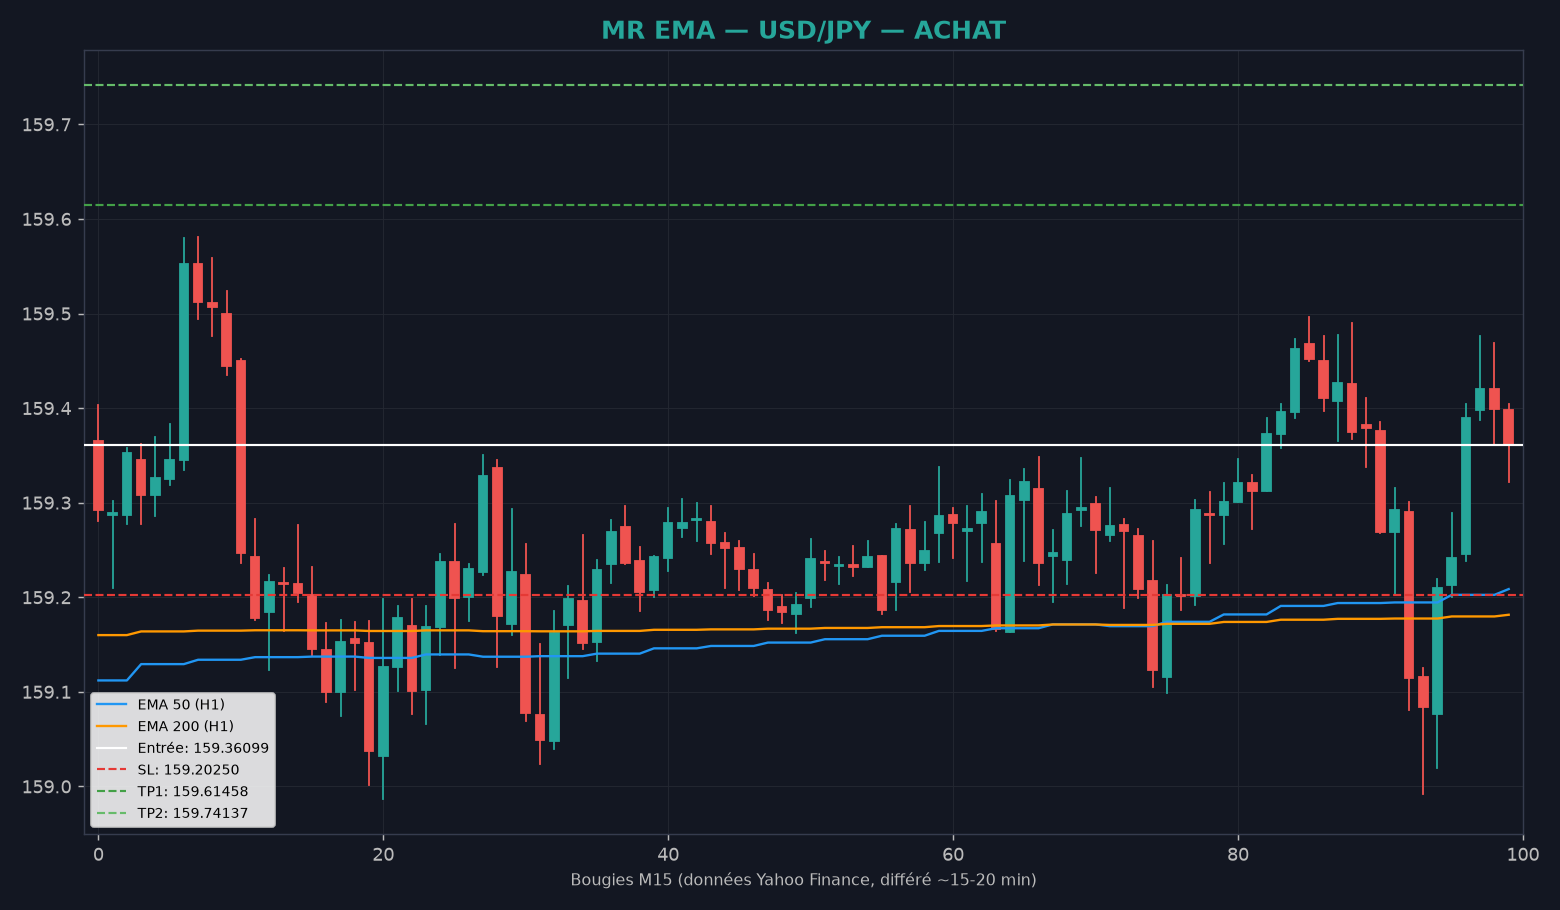 MR EMA — USD/JPY — ACHAT
159.7
159.6
159.5
159.4
159.3
159.2
159.1
159.0
EMA 50 (H1)
EMA 200 (H1)
Entrée: 159.36099
SL: 159.20250
TP1: 159.61458
TP2: 159.74137
0
20
40
60
80
100
Bougies M15 (données Yahoo Finance, différé ~15-20 min)